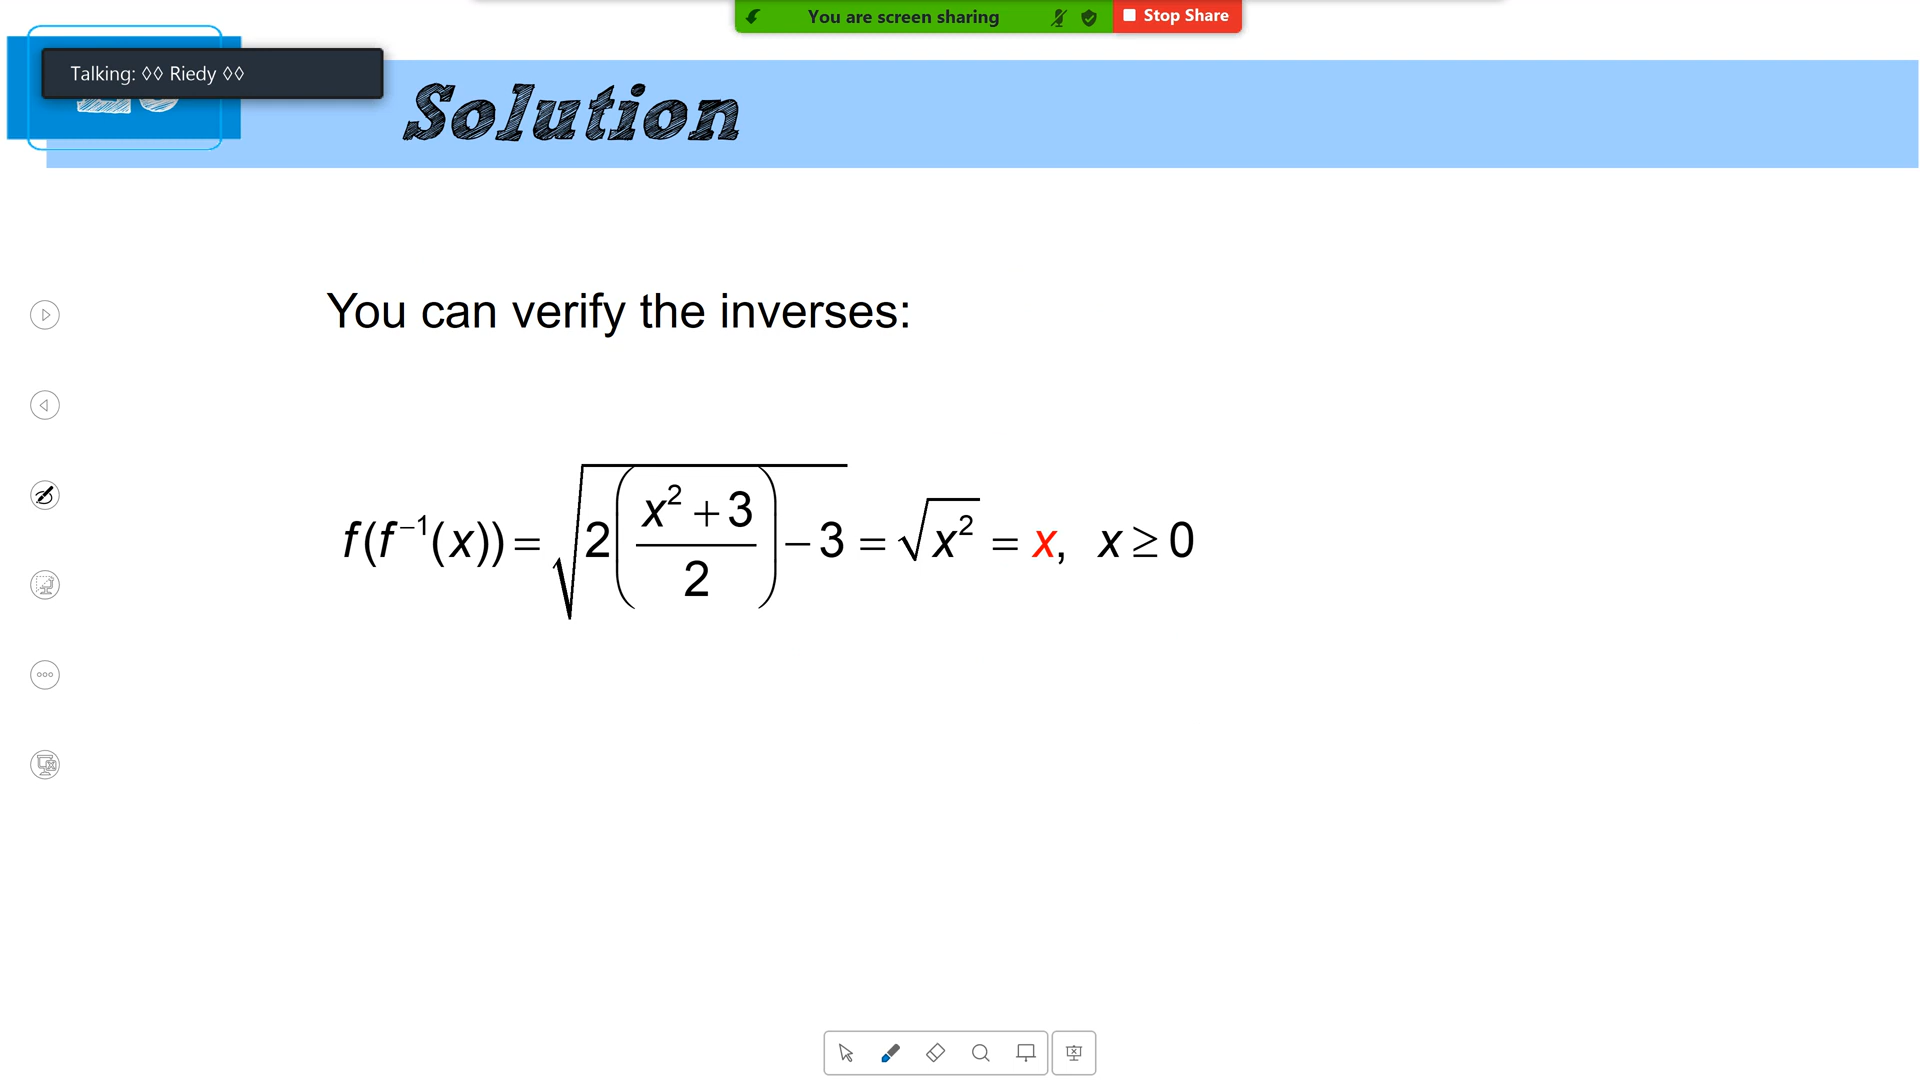 You are screen sharing
Stop Share
Talking: ◊◊ Riedy ◊◊
Solution
You can verify the inverses:
f(f⁻¹(x)) = √(2((x² + 3)/2) − 3) = √(x²) = x, x ≥ 0